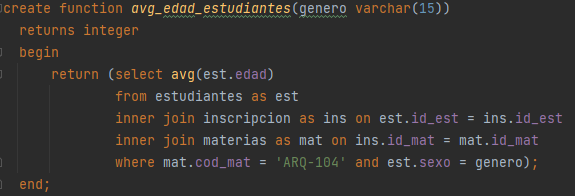 create function avg_edad_estudiantes(genero varchar(15))
returns integer
begin
return (select avg(est.edad)
from estudiantes as est
inner join inscripcion as ins on est.id_est = ins.id_est
inner join materias as mat on ins.id_mat = mat.id_mat
where mat.cod_mat = 'ARQ-104' and est.sexo = genero);
end;